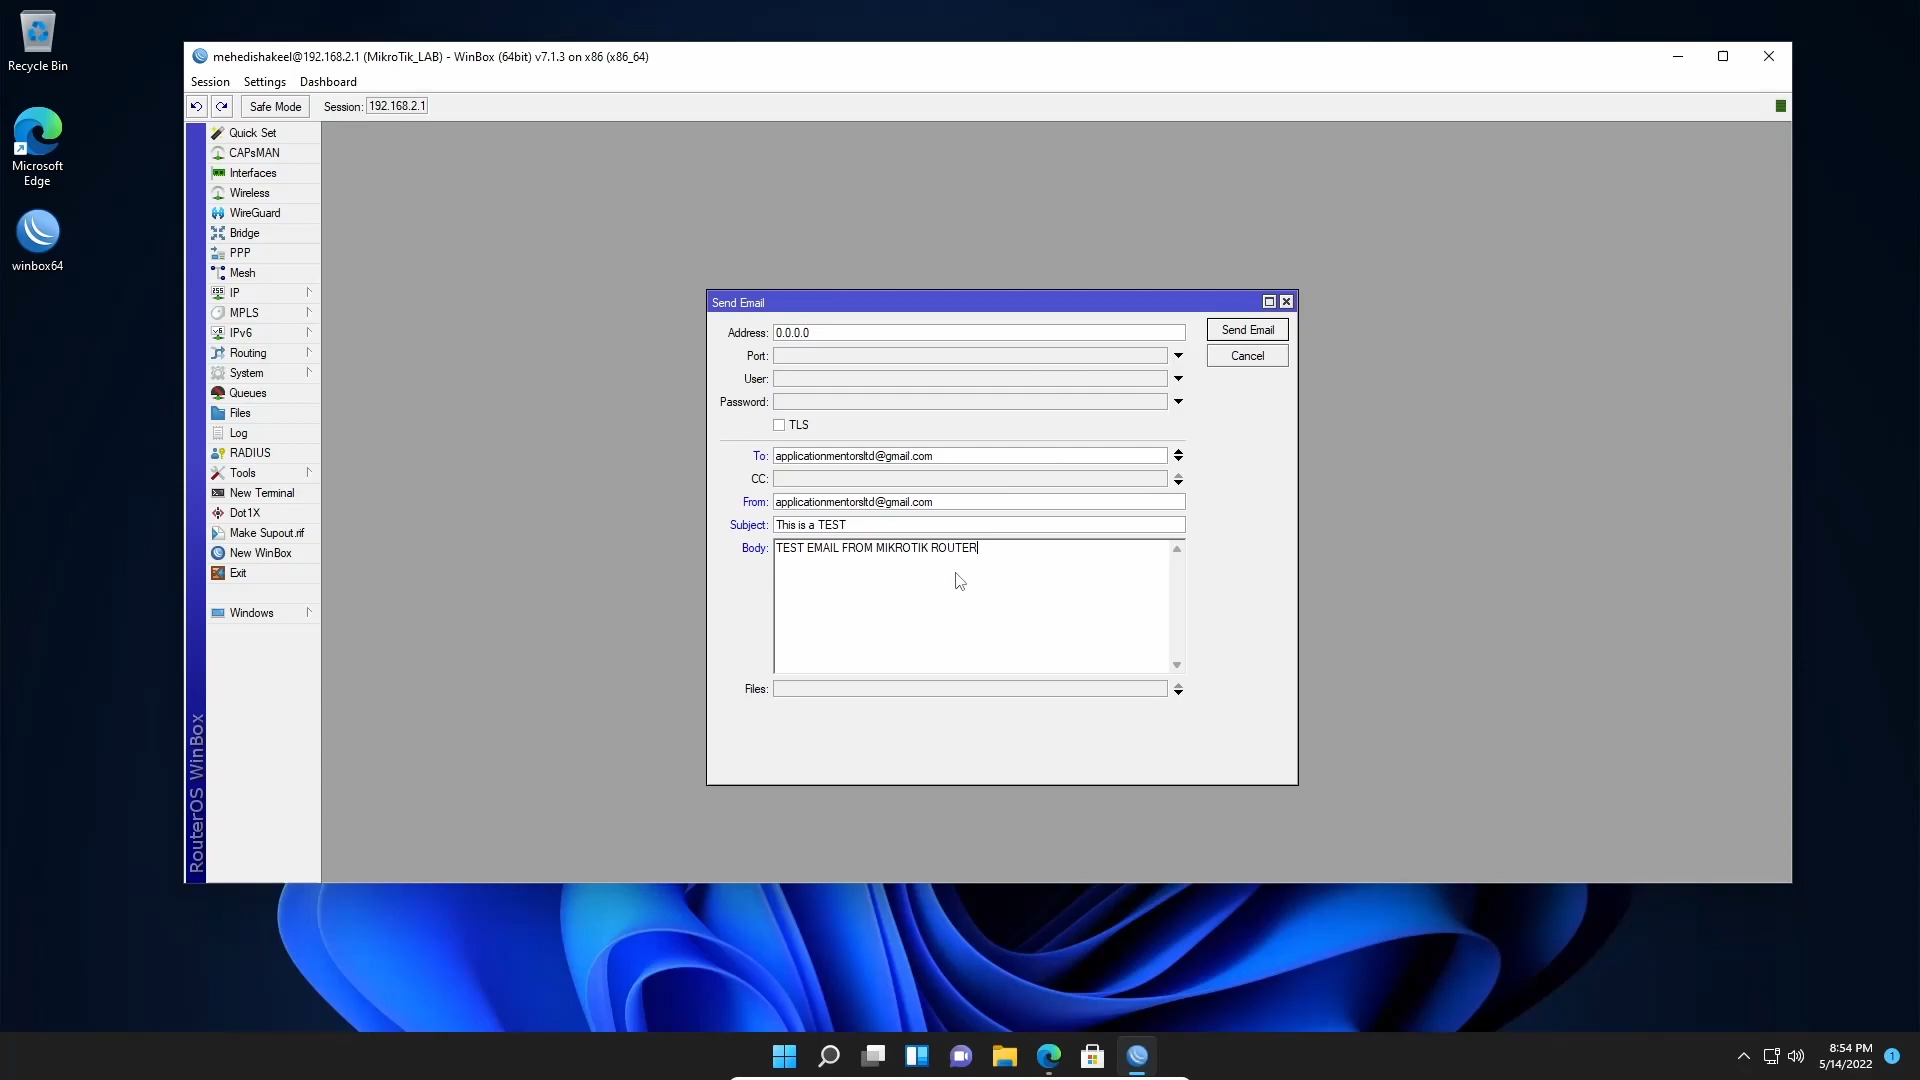 Recycle Bin
Microsoft
Edge
winbox64
mehedishakeel@192.168.2.1 (MikroTik_LAB) - WinBox (64bit) v7.1.3 on x86 (x86_64)
Session Settings Dashboard
Safe Mode Session: 192.168.2.1
Quick Set
CAPsMAN
Interfaces
Wireless
WireGuard
Bridge
PPP
Mesh
IP
MPLS
IPv6
Routing
System
Queues
Files
Log
RADIUS
Tools
New Terminal
Dot1X
Make Supout.rif
New WinBox
Exit
Windows
RouterOS WinBox
Send Email
Address: 0.0.0.0
Port:
User:
Password:
TLS
To: applicationmentorsltd@gmail.com
CC:
From: applicationmentorsltd@gmail.com
Subject: This is a TEST
Body: TEST EMAIL FROM MIKROTIK ROUTER
Files:
Send Email
Cancel
8:54 PM
5/14/2022
1